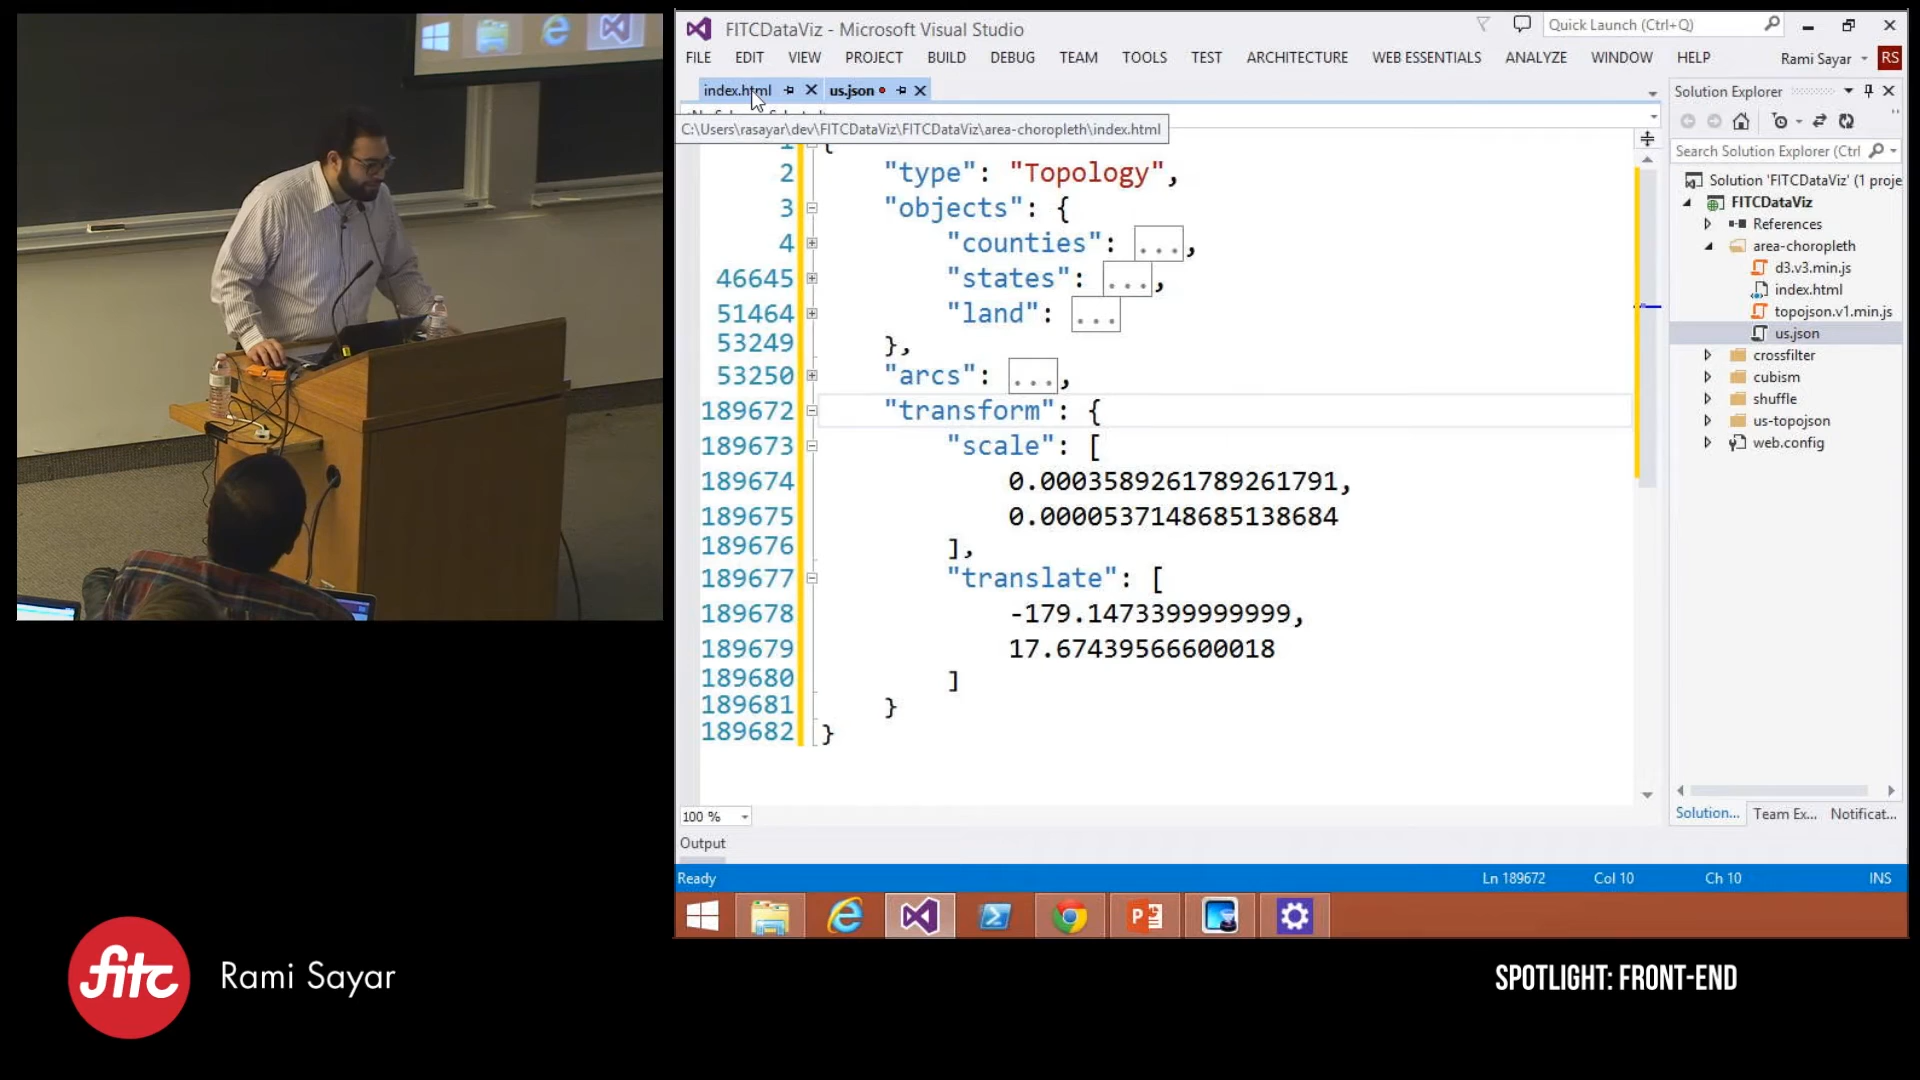 FITCDataViz - Microsoft Visual Studio
Quick Launch (Ctrl+Q)
FILE EDIT VIEW PROJECT BUILD DEBUG TEAM TOOLS TEST ARCHITECTURE WEB ESSENTIALS ANALYZE WINDOW HELP
Rami Sayar RS
index.html us.json
C:\Users\rasayar\dev\FITCDataViz\FITCDataViz\area-choropleth\index.html
1 {
2 "type": "Topology",
3 "objects": {
4 "counties": ...,
46645 "states": ...,
51464 "land": ...
53249 },
53250 "arcs": ...,
189672 "transform": {
189673 "scale": [
189674 0.0003589261789261791,
189675 0.0000537148685138684
189676 ],
189677 "translate": [
189678 -179.1473399999999,
189679 17.67439566600018
189680 ]
189681 }
189682 }
100 %
Output
Ready
Ln 189672 Col 10 Ch 10 INS
Solution Explorer
Search Solution Explorer (Ctrl
Solution 'FITCDataViz' (1 proje
FITCDataViz
References
area-choropleth
d3.v3.min.js
index.html
topojson.v1.min.js
us.json
crossfilter
cubism
shuffle
us-topojson
web.config
Solution... Team Ex... Notificat...
fitc
Rami Sayar
SPOTLIGHT: FRONT-END